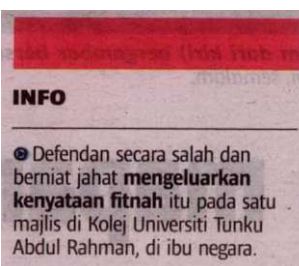 INFO
Defendan secara salah dan
berniat jahat mengeluarkan
kenyataan fitnah itu pada satu
majlis di Kolej Universiti Tunku
Abdul Rahman, di ibu negara.